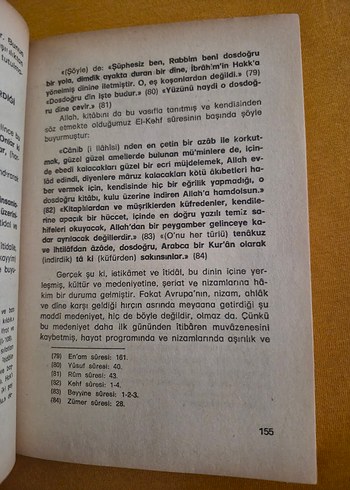 «(Şöyle) de: «Şüphesiz ben, Rabbim beni dosdoğru
bir yola, dimdik ayakta duran bir dine, İbrâh'm'in Hakk'a
yönelmiş dinine iletmiştir. O, eş koşanlardan değildi.» (79)
«Dosdoğru din işte budur.» (80) «Yüzünü haydi o dosdoğ-
ru dine çevir.» (81)
Allah, kitâbını da bu vasıfla tanıtmış ve kendisinden
söz etmekte olduğumuz El-Kehf sûresinin başında şöyle
buyurmuştur:
«Cânib (i ilâhîsi) nden en çetin bir azâb ile korkut-
mak, güzel güzel amellerde bulunan mü'minlere de, için-
de ebedî kalacakları güzel bir ecri müjdelemek, Allah ev-
lâd edindi, diyenlere mâruz kalacakları kötü âkıbetleri ha-
ber vermek için, kendisinde hiç bir eğrilik yapmadığı, o
dosdoğru kitâbı, kulu üzerine indiren Allah'a hamdolsun.»
(82) «Kitaplılardan ve müşriklerden küfredenler, kendile-
rine apaçık bir hüccet, içinde en doğru yazılı temiz sa-
hifeleri okuyacak, Allah'dan bir peygamber gelinceye ka-
dar ayrılacak değillerdir.» (83) «O'nu (her türlü) tenâkuz
ve ihtilâfdan âzâde, dosdoğru, Arabca bir Kur'ân olarak
(indirdik) tâ ki (küfürden) sakınsınlar.» (84)
Gerçek şu ki, istikâmet ve itidâl, bu dinin içine yer-
leşmiş, kültür ve medeniyetine, şeriat ve nizamlarına hâ-
kim bir duruma gelmiştir. Fakat Avrupa'nın, nizam, ahlâk
ve dine karşı geldiği hırçın asrında meydana getirdiği şu
maddî medeniyet, hiç de böyle değildir, olmaz da. Çünkü
bu medeniyet daha ilk gününden îtibâren muvâzenesini
kaybetmiş, hayat programında ve nizamlarında aşırılık ve
(79) En'am sûresi: 161.
(80) Yûsuf sûresi: 40.
(81) Rûm sûresi: 43.
(82) Kehf sûresi: 1-4.
(83) Beyyine sûresi: 1-2-3.
(84) Zümer sûresi: 28.
155